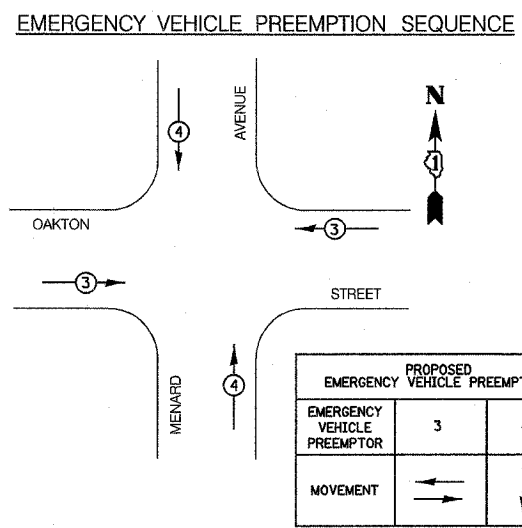 EMERGENCY VEHICLE PREEMPTION SEQUENCE
4
AVENUE
N
1
OAKTON
3
3
STREET
4
MENARD
PROPOSED
EMERGENCY VEHICLE
EMERGENCY
VEHICLE
PREEMPTOR
3
MOVEMENT